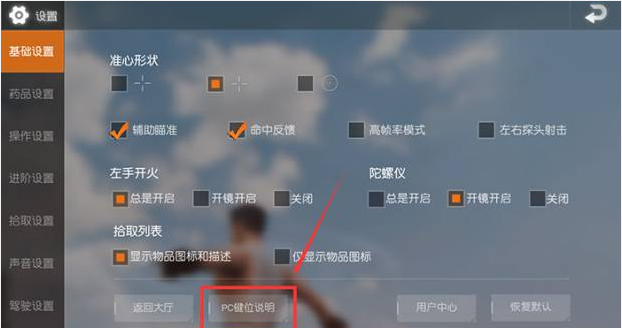 设置
基础设置
药品设置
操作设置
进阶设置
拾取设置
声音设置
驾驶设置
准心形状
辅助瞄准 命中反馈 高帧率模式 左右探头射击
左手开火 陀螺仪
总是开启 开镜开启 关闭 总是开启 开镜开启 关闭
拾取列表
显示物品图标和描述 仅显示物品图标
返回大厅 PC键位说明 用户中心 恢复默认